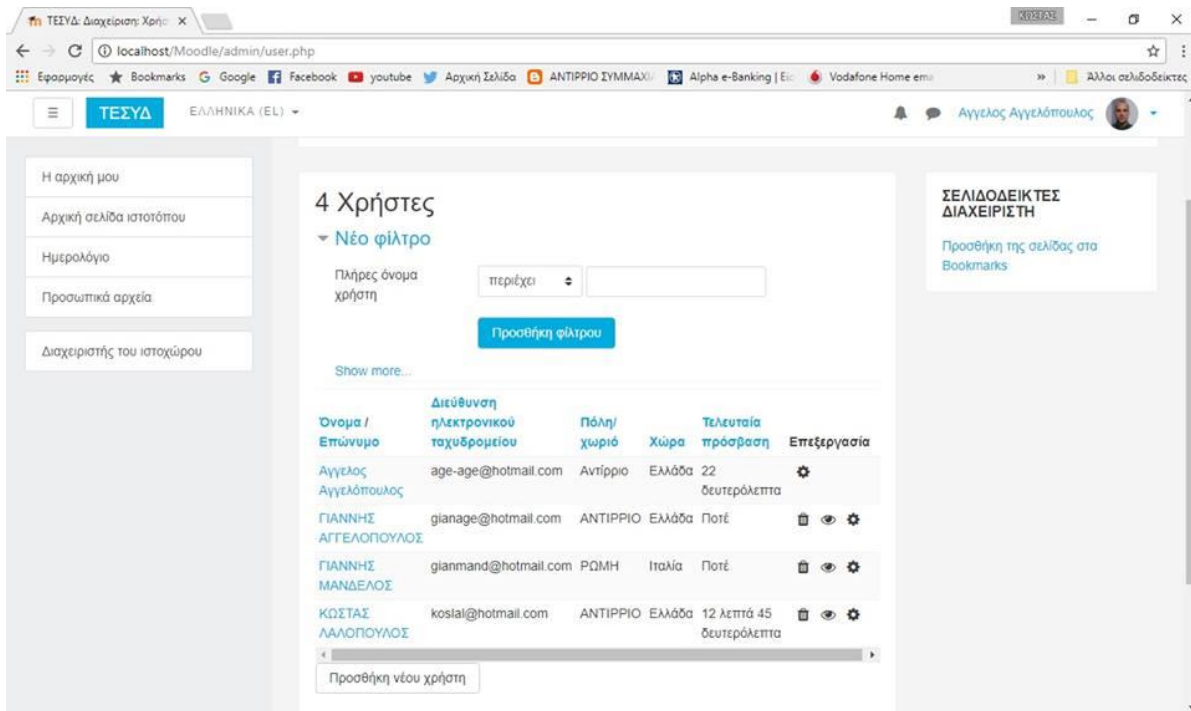 ΤΕΣΥΔ: Διαχείριση: Χρήσ
ΚΩΣΤΑΣ
localhost/Moodle/admin/user.php
Εφαρμογές Bookmarks Google Facebook youtube Αρχική Σελίδα ΑΝΤΙΡΡΙΟ ΣΥΜΜΑΧΙ Alpha e-Banking | Είσ Vodafone Home ema » Άλλοι σελιδοδείκτες
ΤΕΣΥΔ ΕΛΛΗΝΙΚΆ (EL) Αγγελος Αγγελόπουλος
Η αρχική μου
Αρχική σελίδα ιστοτόπου
Ημερολόγιο
Προσωπικά αρχεία
Διαχειριστής του ιστοχώρου
4 Χρήστες
Νέο φίλτρο
Πλήρες όνομα
χρήστη
περιέχει
Προσθήκη φίλτρου
Show more...
Όνομα / Επώνυμο Διεύθυνση ηλεκτρονικού ταχυδρομείου Πόλη/χωριό Χώρα Τελευταία πρόσβαση Επεξεργασία
Αγγελος Αγγελόπουλος age-age@hotmail.com Αντίρριο Ελλάδα 22 δευτερόλεπτα
ΓΙΑΝΝΗΣ ΑΓΓΕΛΟΠΟΥΛΟΣ gianage@hotmail.com ΑΝΤΙΡΡΙΟ Ελλάδα Ποτέ
ΓΙΑΝΝΗΣ ΜΑΝΔΕΛΟΣ gianmand@hotmail.com ΡΩΜΗ Ιταλία Ποτέ
ΚΩΣΤΑΣ ΛΑΛΟΠΟΥΛΟΣ koslal@hotmail.com ΑΝΤΙΡΡΙΟ Ελλάδα 12 λεπτά 45 δευτερόλεπτα
Προσθήκη νέου χρήστη
ΣΕΛΙΔΟΔΕΙΚΤΕΣ
ΔΙΑΧΕΙΡΙΣΤΗ
Προσθήκη της σελίδας στα
Bookmarks